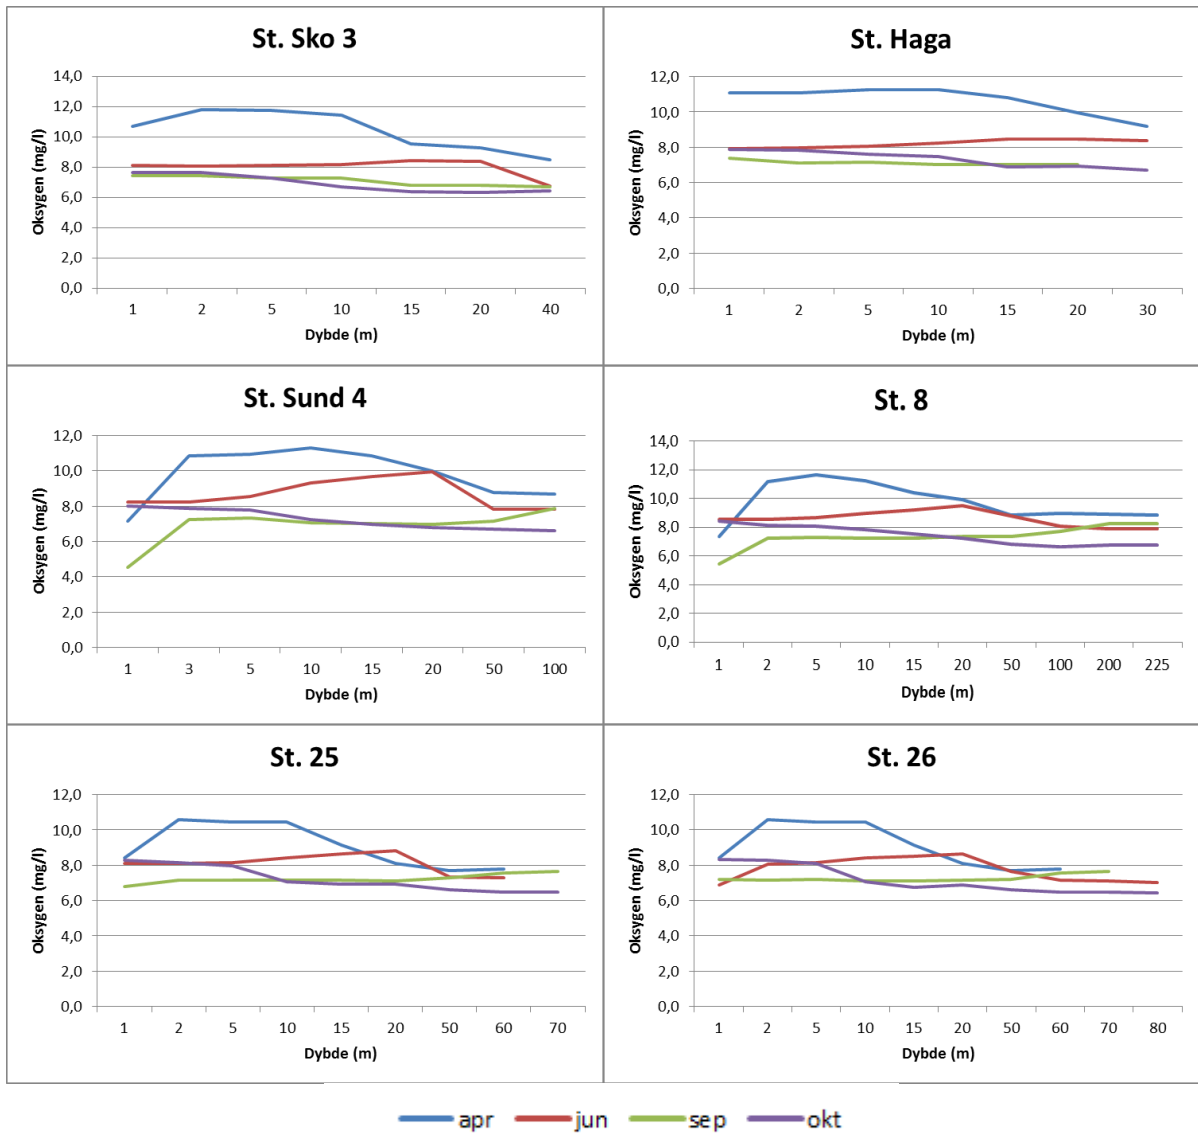 St. Sko 3
14,0
12,0
10,0
8,0
6,0
4,0
2,0
0,0
Oksygen (mg/l)
1 2 5 10 15 20 40
Dybde (m)
St. Haga
12,0
10,0
8,0
6,0
4,0
2,0
0,0
Oksygen (mg/l)
1 2 5 10 15 20 30
Dybde (m)
St. Sund 4
12,0
10,0
8,0
6,0
4,0
2,0
0,0
Oksygen (mg/l)
1 3 5 10 15 20 50 100
Dybde (m)
St. 8
14,0
12,0
10,0
8,0
6,0
4,0
2,0
0,0
Oksygen (mg/l)
1 2 5 10 15 20 50 100 200 225
Dybde (m)
St. 25
12,0
10,0
8,0
6,0
4,0
2,0
0,0
Oksygen (mg/l)
1 2 5 10 15 20 50 60 70
Dybde (m)
St. 26
12,0
10,0
8,0
6,0
4,0
2,0
0,0
Oksygen (mg/l)
1 2 5 10 15 20 50 60 70 80
Dybde (m)
apr jun sep okt